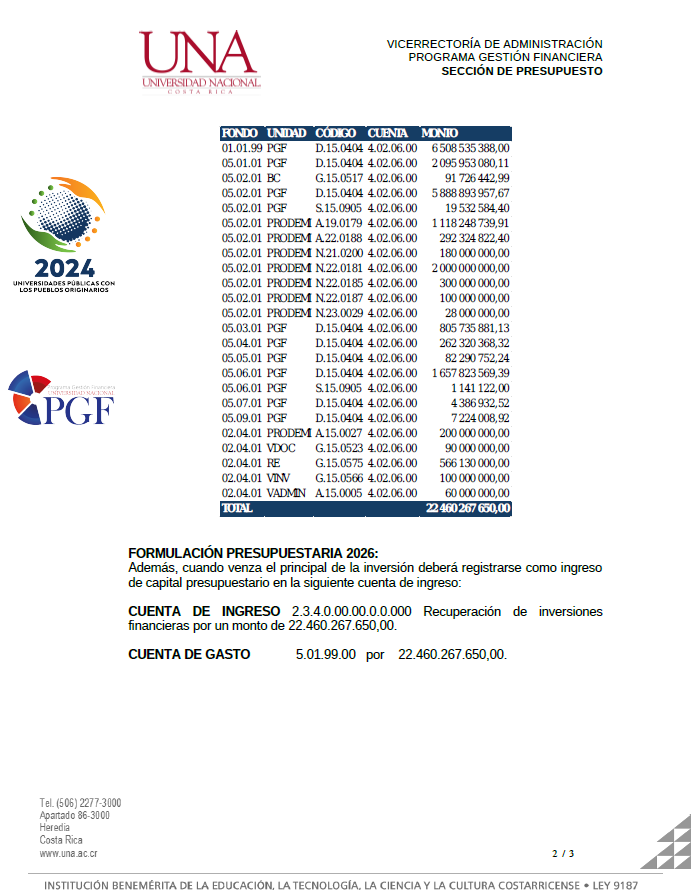 UNA
UNIVERSIDAD NACIONAL
COSTA RICA
VICERRECTORÍA DE ADMINISTRACIÓN
PROGRAMA GESTIÓN FINANCIERA
SECCIÓN DE PRESUPUESTO
FONDO UNIDAD CÓDIGO CUENTA MONTO
01.01.99 PGF D.15.0404 4.02.06.00 6 508 535 388,00
05.01.01 PGF D.15.0404 4.02.06.00 2 095 953 080,11
05.02.01 BC G.15.0517 4.02.06.00 91 726 442,99
05.02.01 PGF D.15.0404 4.02.06.00 5 888 893 957,67
05.02.01 PGF S.15.0905 4.02.06.00 19 532 584,40
05.02.01 PRODEMI A.19.0179 4.02.06.00 1 118 248 739,91
05.02.01 PRODEMI A.22.0188 4.02.06.00 292 324 822,40
05.02.01 PRODEMI N.21.0200 4.02.06.00 180 000 000,00
05.02.01 PRODEMI N.22.0181 4.02.06.00 2 000 000 000,00
05.02.01 PRODEMI N.22.0185 4.02.06.00 300 000 000,00
05.02.01 PRODEMI N.22.0187 4.02.06.00 100 000 000,00
05.02.01 PRODEMI N.23.0029 4.02.06.00 28 000 000,00
05.03.01 PGF D.15.0404 4.02.06.00 805 735 881,13
05.04.01 PGF D.15.0404 4.02.06.00 262 320 368,32
05.05.01 PGF D.15.0404 4.02.06.00 82 290 752,24
05.06.01 PGF D.15.0404 4.02.06.00 1 657 823 569,39
05.06.01 PGF S.15.0905 4.02.06.00 1 141 122,00
05.07.01 PGF D.15.0404 4.02.06.00 4 386 932,52
05.09.01 PGF D.15.0404 4.02.06.00 7 224 008,92
02.04.01 PRODEMI A.15.0027 4.02.06.00 200 000 000,00
02.04.01 VDOC G.15.0523 4.02.06.00 90 000 000,00
02.04.01 RE G.15.0575 4.02.06.00 566 130 000,00
02.04.01 VINV G.15.0566 4.02.06.00 100 000 000,00
02.04.01 VADMIN A.15.0005 4.02.06.00 60 000 000,00
TOTAL 22 460 267 650,00
2024
UNIVERSIDADES PÚBLICAS CON
LOS PUEBLOS ORIGINARIOS
Programa Gestión Financiera
UNIVERSIDAD NACIONAL
PGF
FORMULACIÓN PRESUPUESTARIA 2026:
Además, cuando venza el principal de la inversión deberá registrarse como ingreso
de capital presupuestario en la siguiente cuenta de ingreso:
CUENTA DE INGRESO 2.3.4.0.00.00.0.0.000 Recuperación de inversiones
financieras por un monto de 22.460.267.650,00.
CUENTA DE GASTO 5.01.99.00 por 22.460.267.650,00.
Tel. (506) 2277-3000
Apartado 86-3000
Heredia
Costa Rica
www.una.ac.cr
2 / 3
INSTITUCIÓN BENEMÉRITA DE LA EDUCACIÓN, LA TECNOLOGÍA, LA CIENCIA Y LA CULTURA COSTARRICENSE • LEY 9187